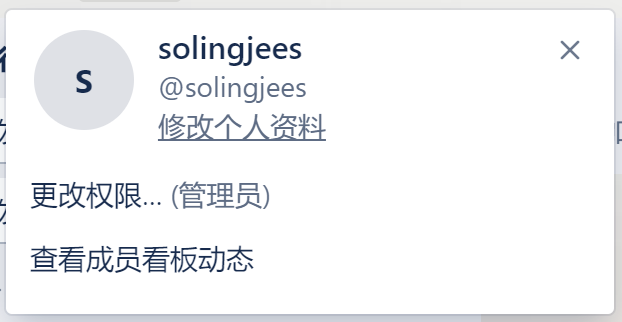 S
solingjees
@solingjees
修改个人资料
更改权限... (管理员)
查看成员看板动态